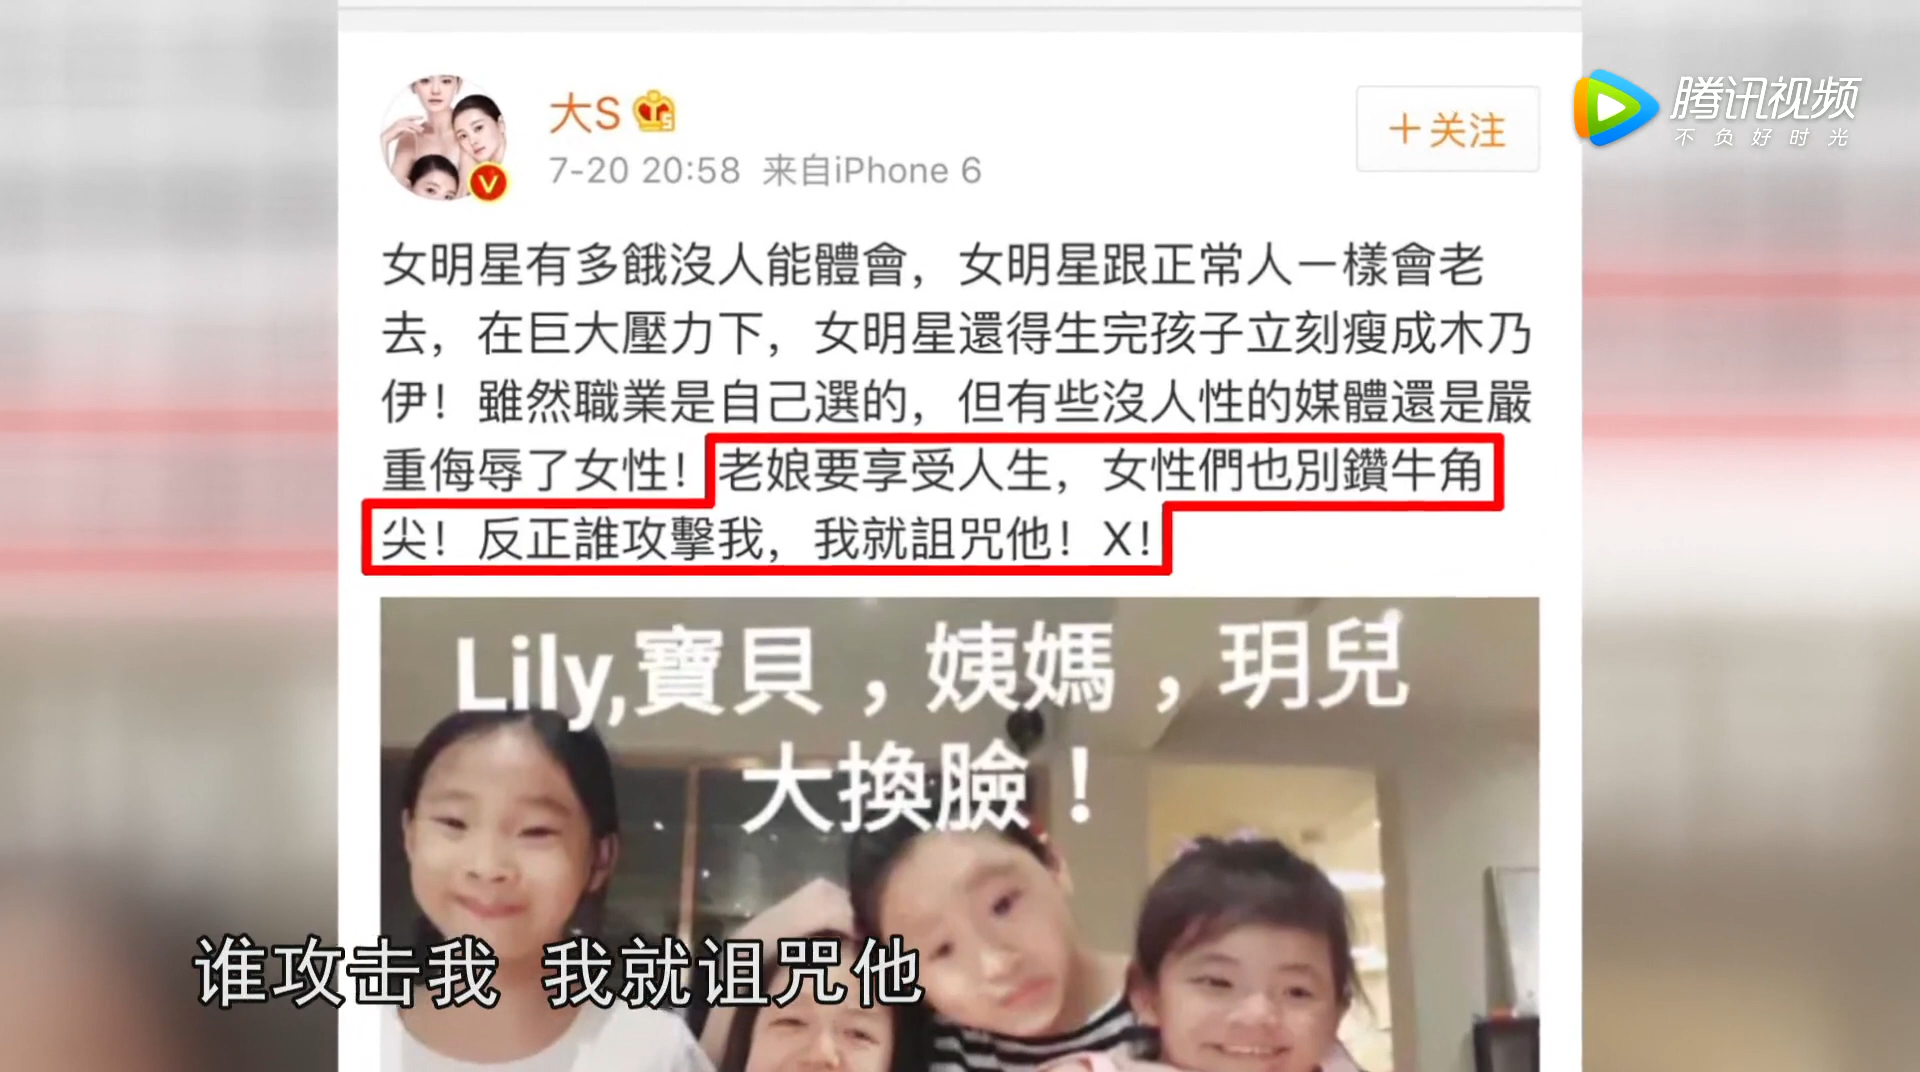 大S
+关注
腾讯视频
不负好时光
7-20 20:58 来自iPhone 6
女明星有多餓沒人能體會，女明星跟正常人一樣會老
去，在巨大壓力下，女明星還得生完孩子立刻瘦成木乃
伊！雖然職業是自己選的，但有些沒人性的媒體還是嚴
重侮辱了女性！老娘要享受人生，女性們也別鑽牛角
尖！反正誰攻擊我，我就詛咒他！X！
Lily,寶貝，姨媽，玥兒
大換臉！
谁攻击我 我就诅咒他